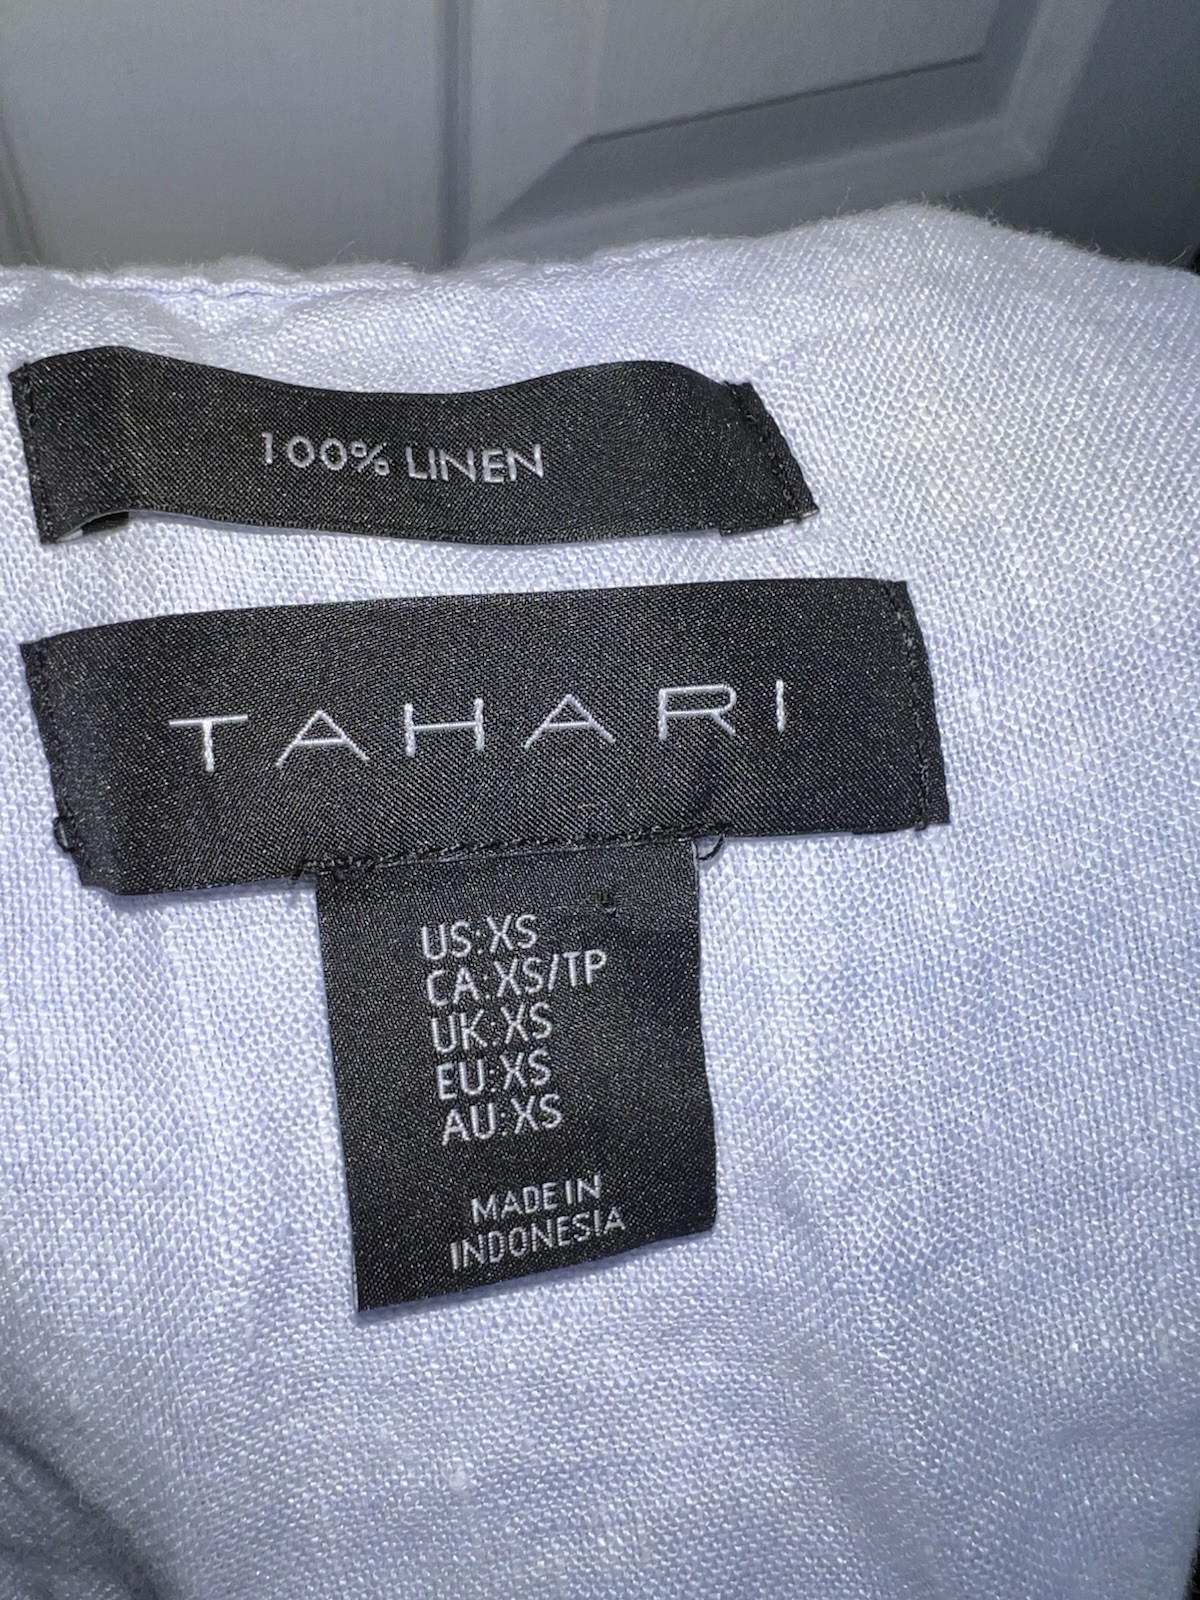 100% LINEN
TAHARI
US:XS
CA:XS/TP
UK:XS
EU:XS
AU:XS
MADE IN
INDONESIA